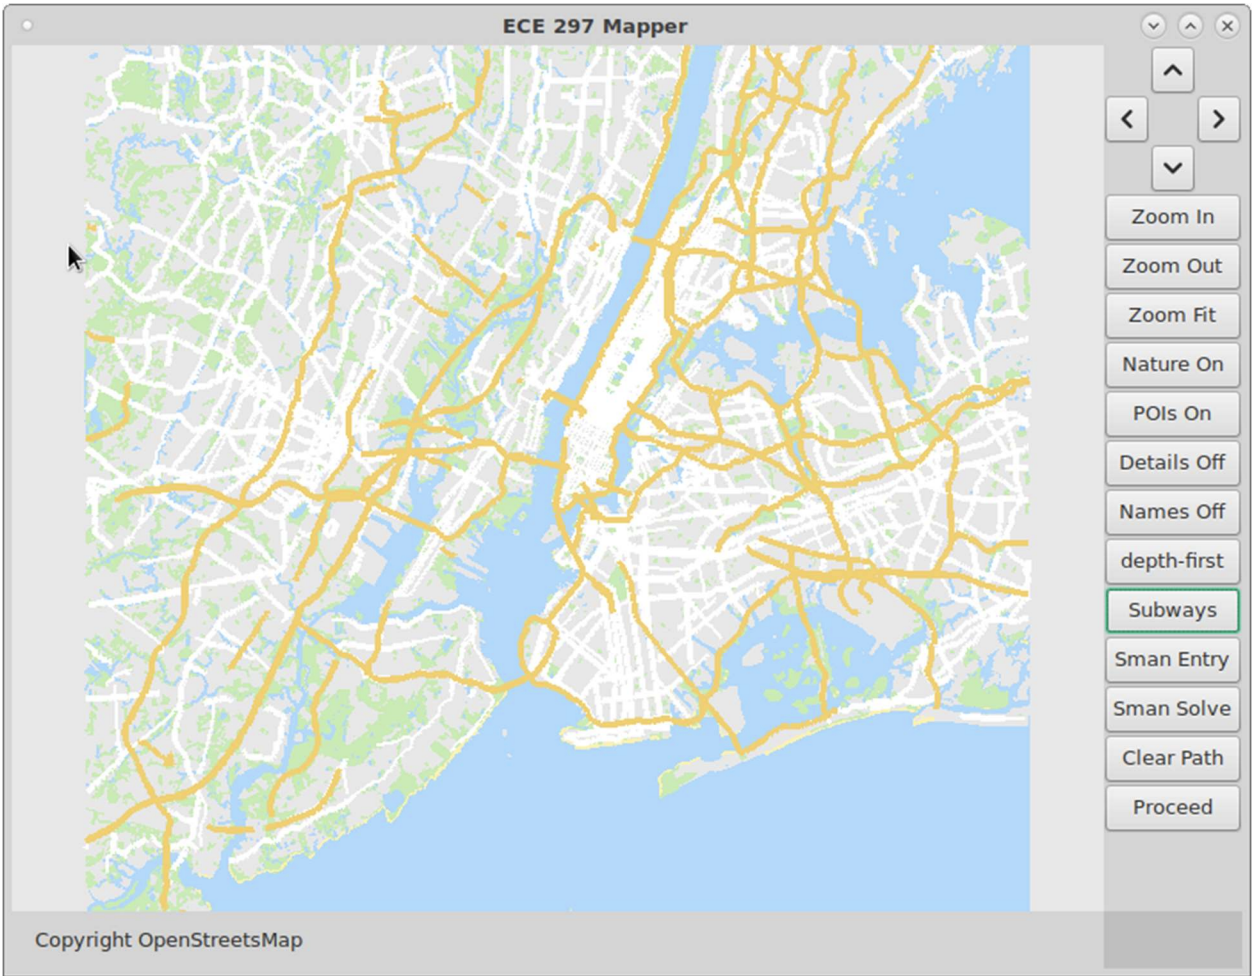 ECE 297 Mapper
Zoom In
Zoom Out
Zoom Fit
Nature On
POIs On
Details Off
Names Off
depth-first
Subways
Sman Entry
Sman Solve
Clear Path
Proceed
Copyright OpenStreetsMap